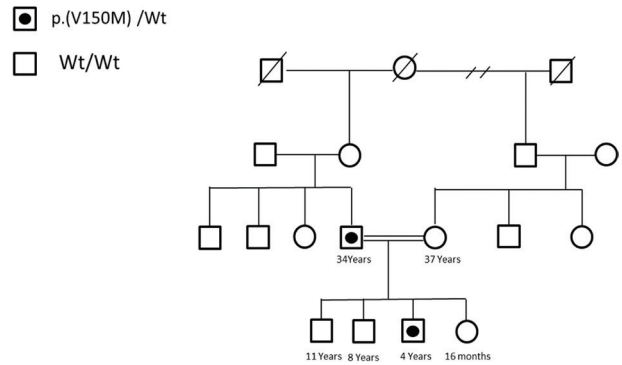 p.(V150M) /Wt
Wt/Wt
34Years
37 Years
11 Years
8 Years
4 Years
16 months